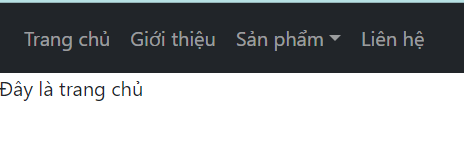 Trang chủ Giới thiệu Sản phẩm Liên hệ
Đây là trang chủ